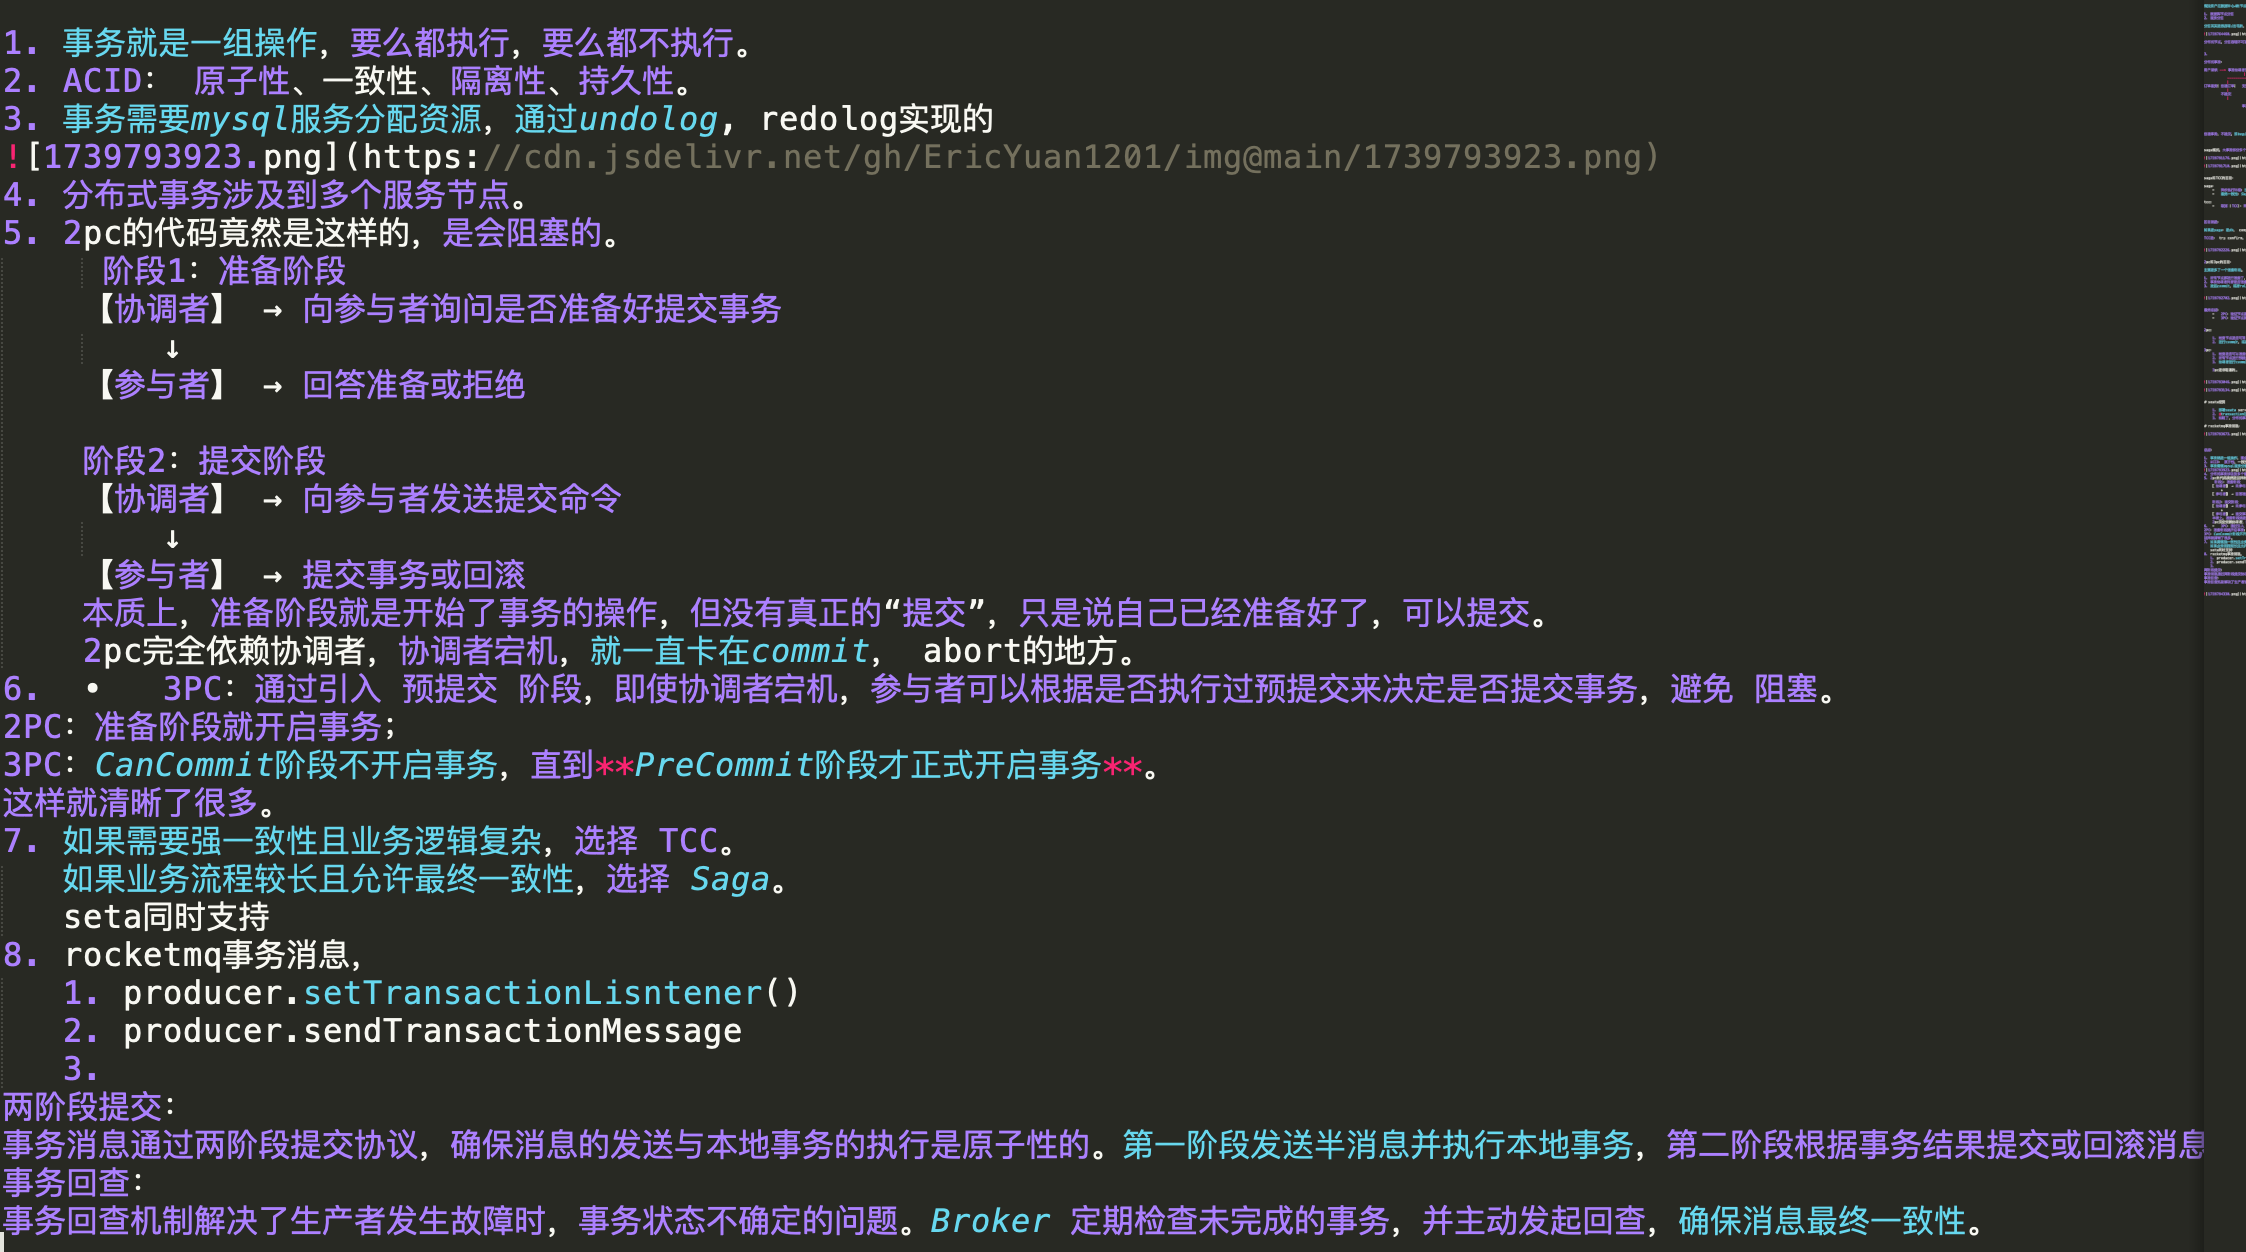 1. 事务就是一组操作，要么都执行，要么都不执行。
2. ACID： 原子性、一致性、隔离性、持久性。
3. 事务需要mysql服务分配资源，通过undolog, redolog实现的
![1739793923.png](https://cdn.jsdelivr.net/gh/EricYuan1201/img@main/1739793923.png)
4. 分布式事务涉及到多个服务节点。
5. 2pc的代码竟然是这样的，是会阻塞的。
阶段1：准备阶段
【协调者】 → 向参与者询问是否准备好提交事务
↓
【参与者】 → 回答准备或拒绝
阶段2：提交阶段
【协调者】 → 向参与者发送提交命令
↓
【参与者】 → 提交事务或回滚
本质上，准备阶段就是开始了事务的操作，但没有真正的“提交”，只是说自己已经准备好了，可以提交。
2pc完全依赖协调者，协调者宕机，就一直卡在commit， abort的地方。
6. • 3PC：通过引入 预提交 阶段，即使协调者宕机，参与者可以根据是否执行过预提交来决定是否提交事务，避免 阻塞。
2PC：准备阶段就开启事务；
3PC：CanCommit阶段不开启事务，直到**PreCommit阶段才正式开启事务**。
这样就清晰了很多。
7. 如果需要强一致性且业务逻辑复杂，选择 TCC。
如果业务流程较长且允许最终一致性，选择 Saga。
seta同时支持
8. rocketmq事务消息，
1. producer.setTransactionLisntener()
2. producer.sendTransactionMessage
3.
两阶段提交：
事务消息通过两阶段提交协议，确保消息的发送与本地事务的执行是原子性的。第一阶段发送半消息并执行本地事务，第二阶段根据事务结果提交或回滚消息
事务回查：
事务回查机制解决了生产者发生故障时，事务状态不确定的问题。Broker 定期检查未完成的事务，并主动发起回查，确保消息最终一致性。